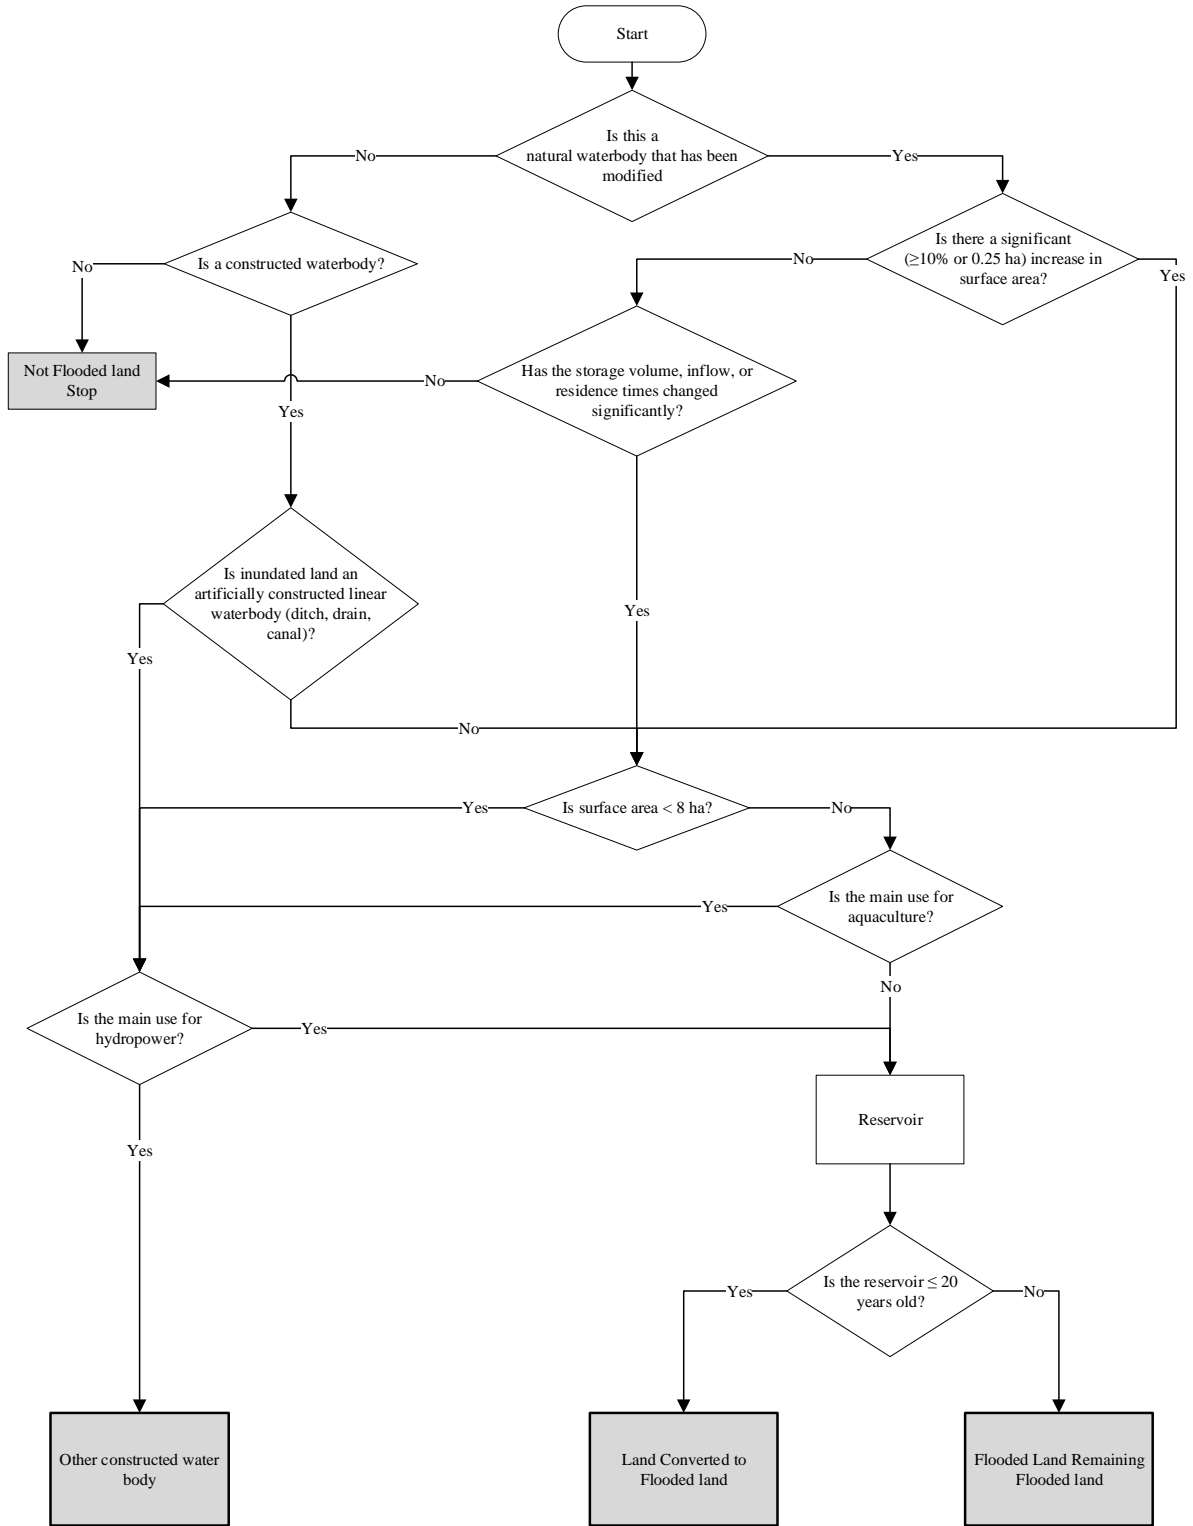 Start
Is this a
natural waterbody that has been
modified
No
Yes
Is a constructed waterbody?
No
Is there a significant
(≥10% or 0.25 ha) increase in
surface area?
No
Yes
Not Flooded land
Stop
Has the storage volume, inflow, or
residence times changed
significantly?
No
Yes
Is inundated land an
artificially constructed linear
waterbody (ditch, drain,
canal)?
Yes
Yes
No
Is surface area < 8 ha?
Yes
No
Is the main use for
aquaculture?
Yes
No
Is the main use for
hydropower?
Yes
Reservoir
Yes
Is the reservoir ≤ 20
years old?
Yes
No
Other constructed water
body
Land Converted to
Flooded land
Flooded Land Remaining
Flooded land